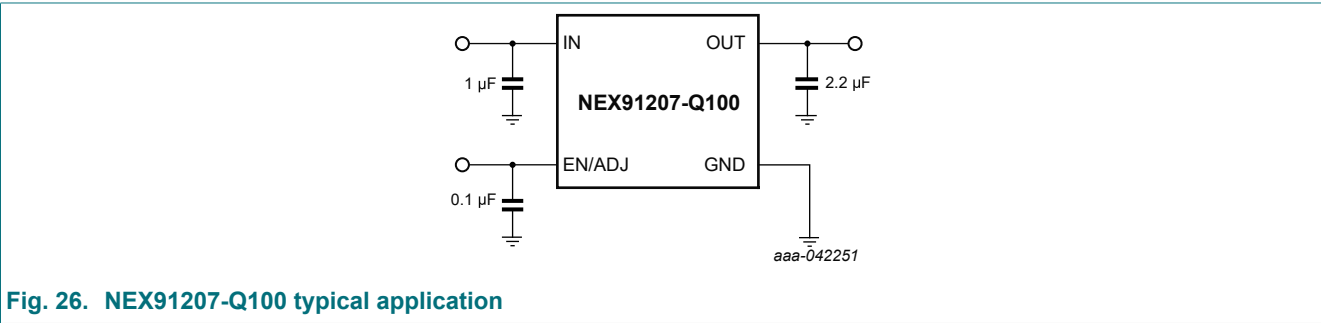 IN OUT
1 µF 2.2 µF
NEX91207-Q100
EN/ADJ GND
0.1 µF
aaa-042251
Fig. 26. NEX91207-Q100 typical application